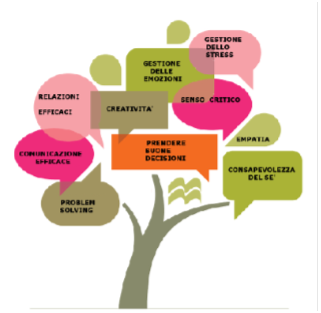 GESTIONE
DELLO
STRESS
GESTIONE
DELLE
EMOZIONI
RELAZIONI
EFFICACI
CREATIVITA'
SENSO CRITICO
COMUNICAZIONE
EFFICACE
PRENDERE
BUONE
DECISIONI
EMPATIA
CONSAPEVOLEZZA
DEL SE'
PROBLEM
SOLVING